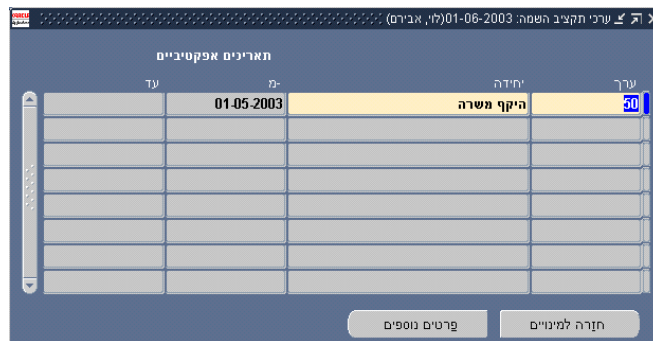 ערכי תקציב השמה: 01-06-2003(לוי, אבירם)
תאריכים אפקטיביים
ערך יחידה מ- עד
50 היקף משרה 01-05-2003
חזרה למינויים פרטים נוספים